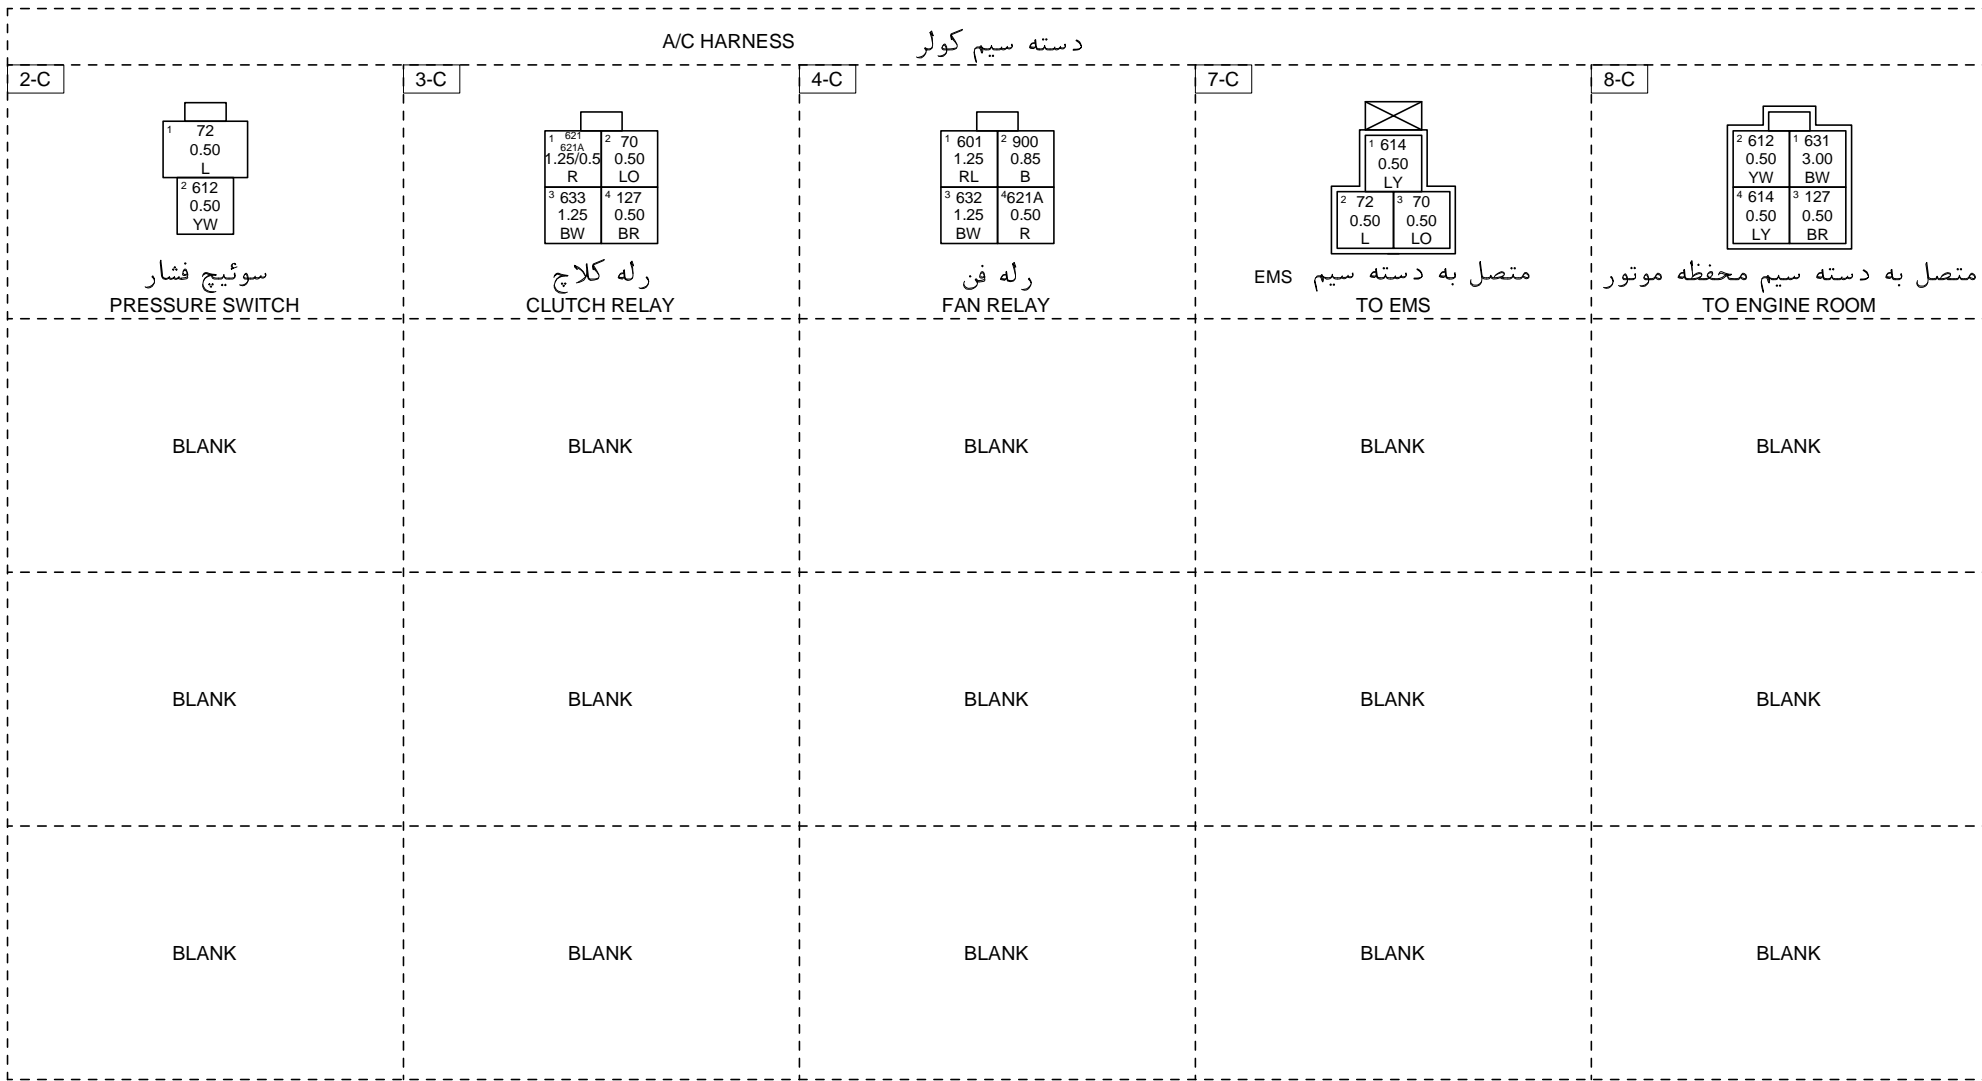 A/C HARNESS دسته سیم کولر
2-C
1 72
0.50
L
2 612
0.50
YW
سوئیچ فشار
PRESSURE SWITCH
3-C
1 621
621A
1.25/0.5
R
2 70
0.50
LO
3 633
1.25
BW
4 127
0.50
BR
رله کلاچ
CLUTCH RELAY
4-C
1 601
1.25
RL
2 900
0.85
B
3 632
1.25
BW
4 621A
0.50
R
رله فن
FAN RELAY
7-C
1 614
0.50
LY
2 72
0.50
L
3 70
0.50
LO
متصل به دسته سیم EMS
TO EMS
8-C
2 612
0.50
YW
1 631
3.00
BW
4 614
0.50
LY
3 127
0.50
BR
متصل به دسته سیم محفظه موتور
TO ENGINE ROOM
BLANK BLANK BLANK BLANK BLANK
BLANK BLANK BLANK BLANK BLANK
BLANK BLANK BLANK BLANK BLANK